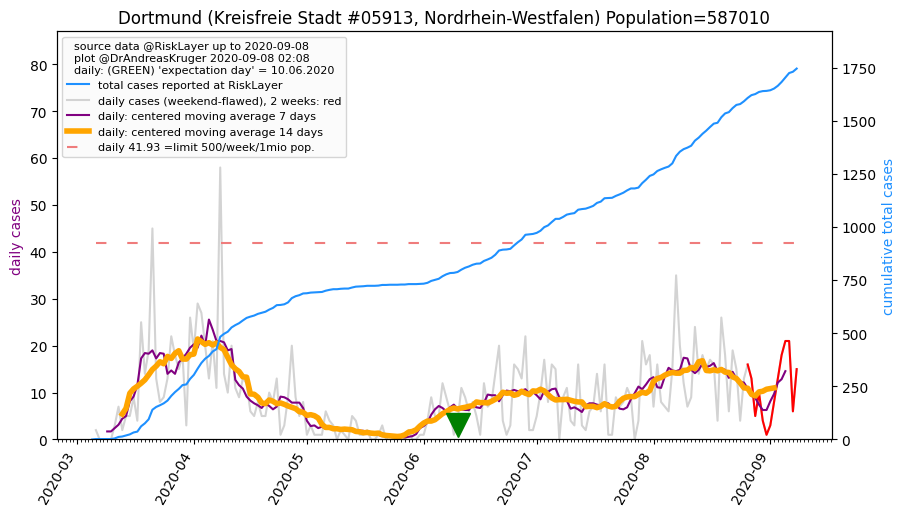 Dortmund (Kreisfreie Stadt #05913, Nordrhein-Westfalen) Population=587010
source data @RiskLayer up to 2020-09-08
plot @DrAndreasKruger 2020-09-08 02:08
daily: (GREEN) 'expectation day' = 10.06.2020
total cases reported at RiskLayer
daily cases (weekend-flawed), 2 weeks: red
daily: centered moving average 7 days
daily: centered moving average 14 days
daily 41.93 =limit 500/week/1mio pop.
daily cases
80
70
60
50
40
30
20
10
0
cumulative total cases
1750
1500
1250
1000
750
500
250
0
2020-03
2020-04
2020-05
2020-06
2020-07
2020-08
2020-09